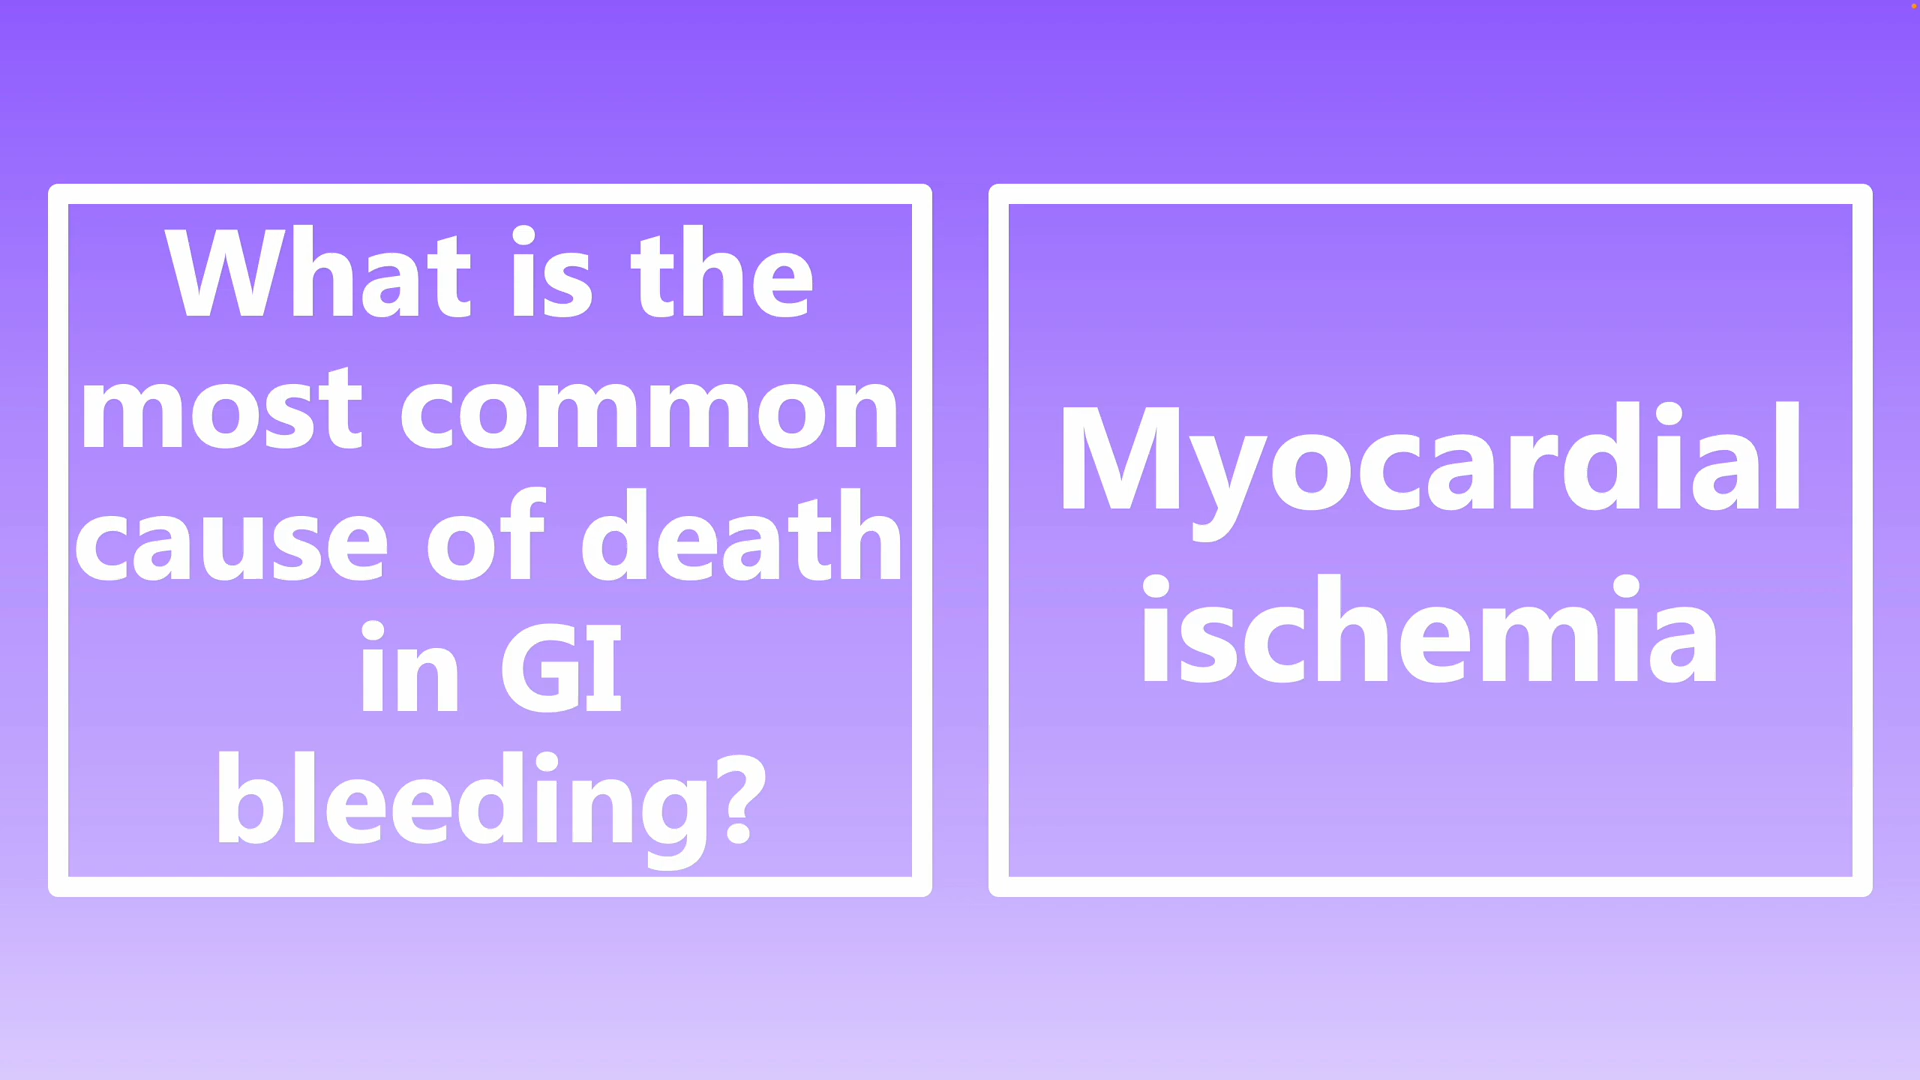 What is the
most common
cause of death
in GI
bleeding?
Myocardial
ischemia